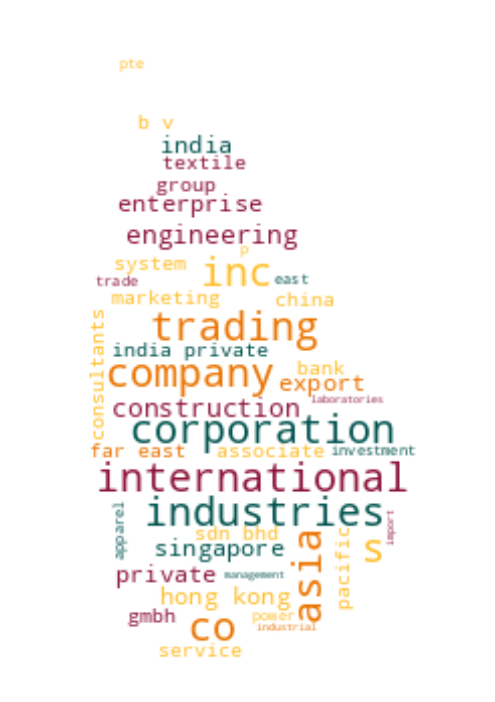 pte
b v
india
textile
group
enterprise
engineering
p
system
inc
east
trade
marketing
china
trading
consultants
india private
bank
company
export
laboratories
construction
corporation
far east
associate
investment
international
industries
apparel
import
sdn bhd
asia
pacific
s
singapore
private
management
hong kong
gmbh
power
co
industrial
service